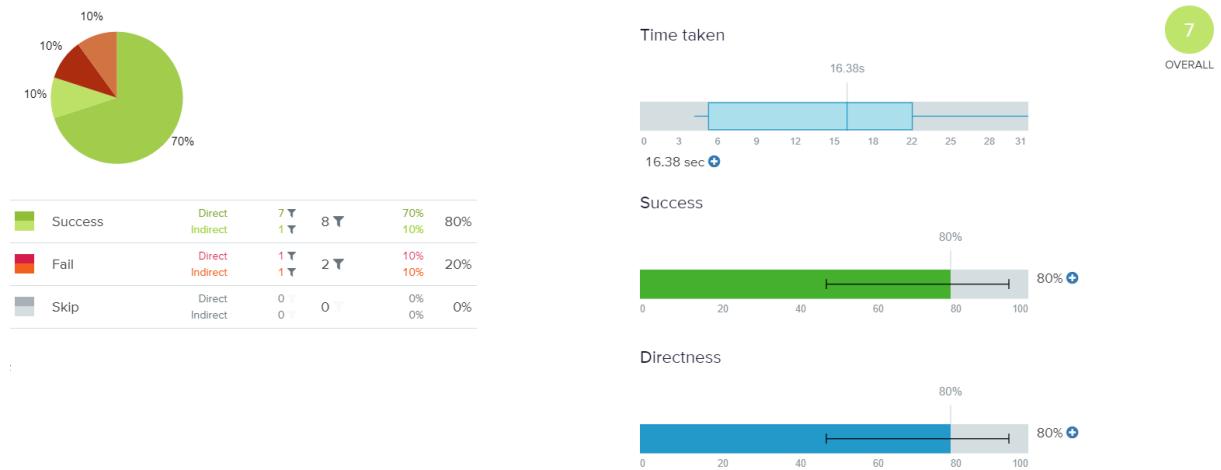 10%
10%
10%
70%
Success Direct 7 8 70% 80%
Indirect 1 10%
Fail Direct 1 2 10% 20%
Indirect 1 10%
Skip Direct 0 0 0% 0%
Indirect 0 0%
Time taken
16.38s
0 3 6 9 12 15 18 22 25 28 31
16.38 sec
Success
80%
80%
0 20 40 60 80 100
Directness
80%
80%
0 20 40 60 80 100
7
OVERALL